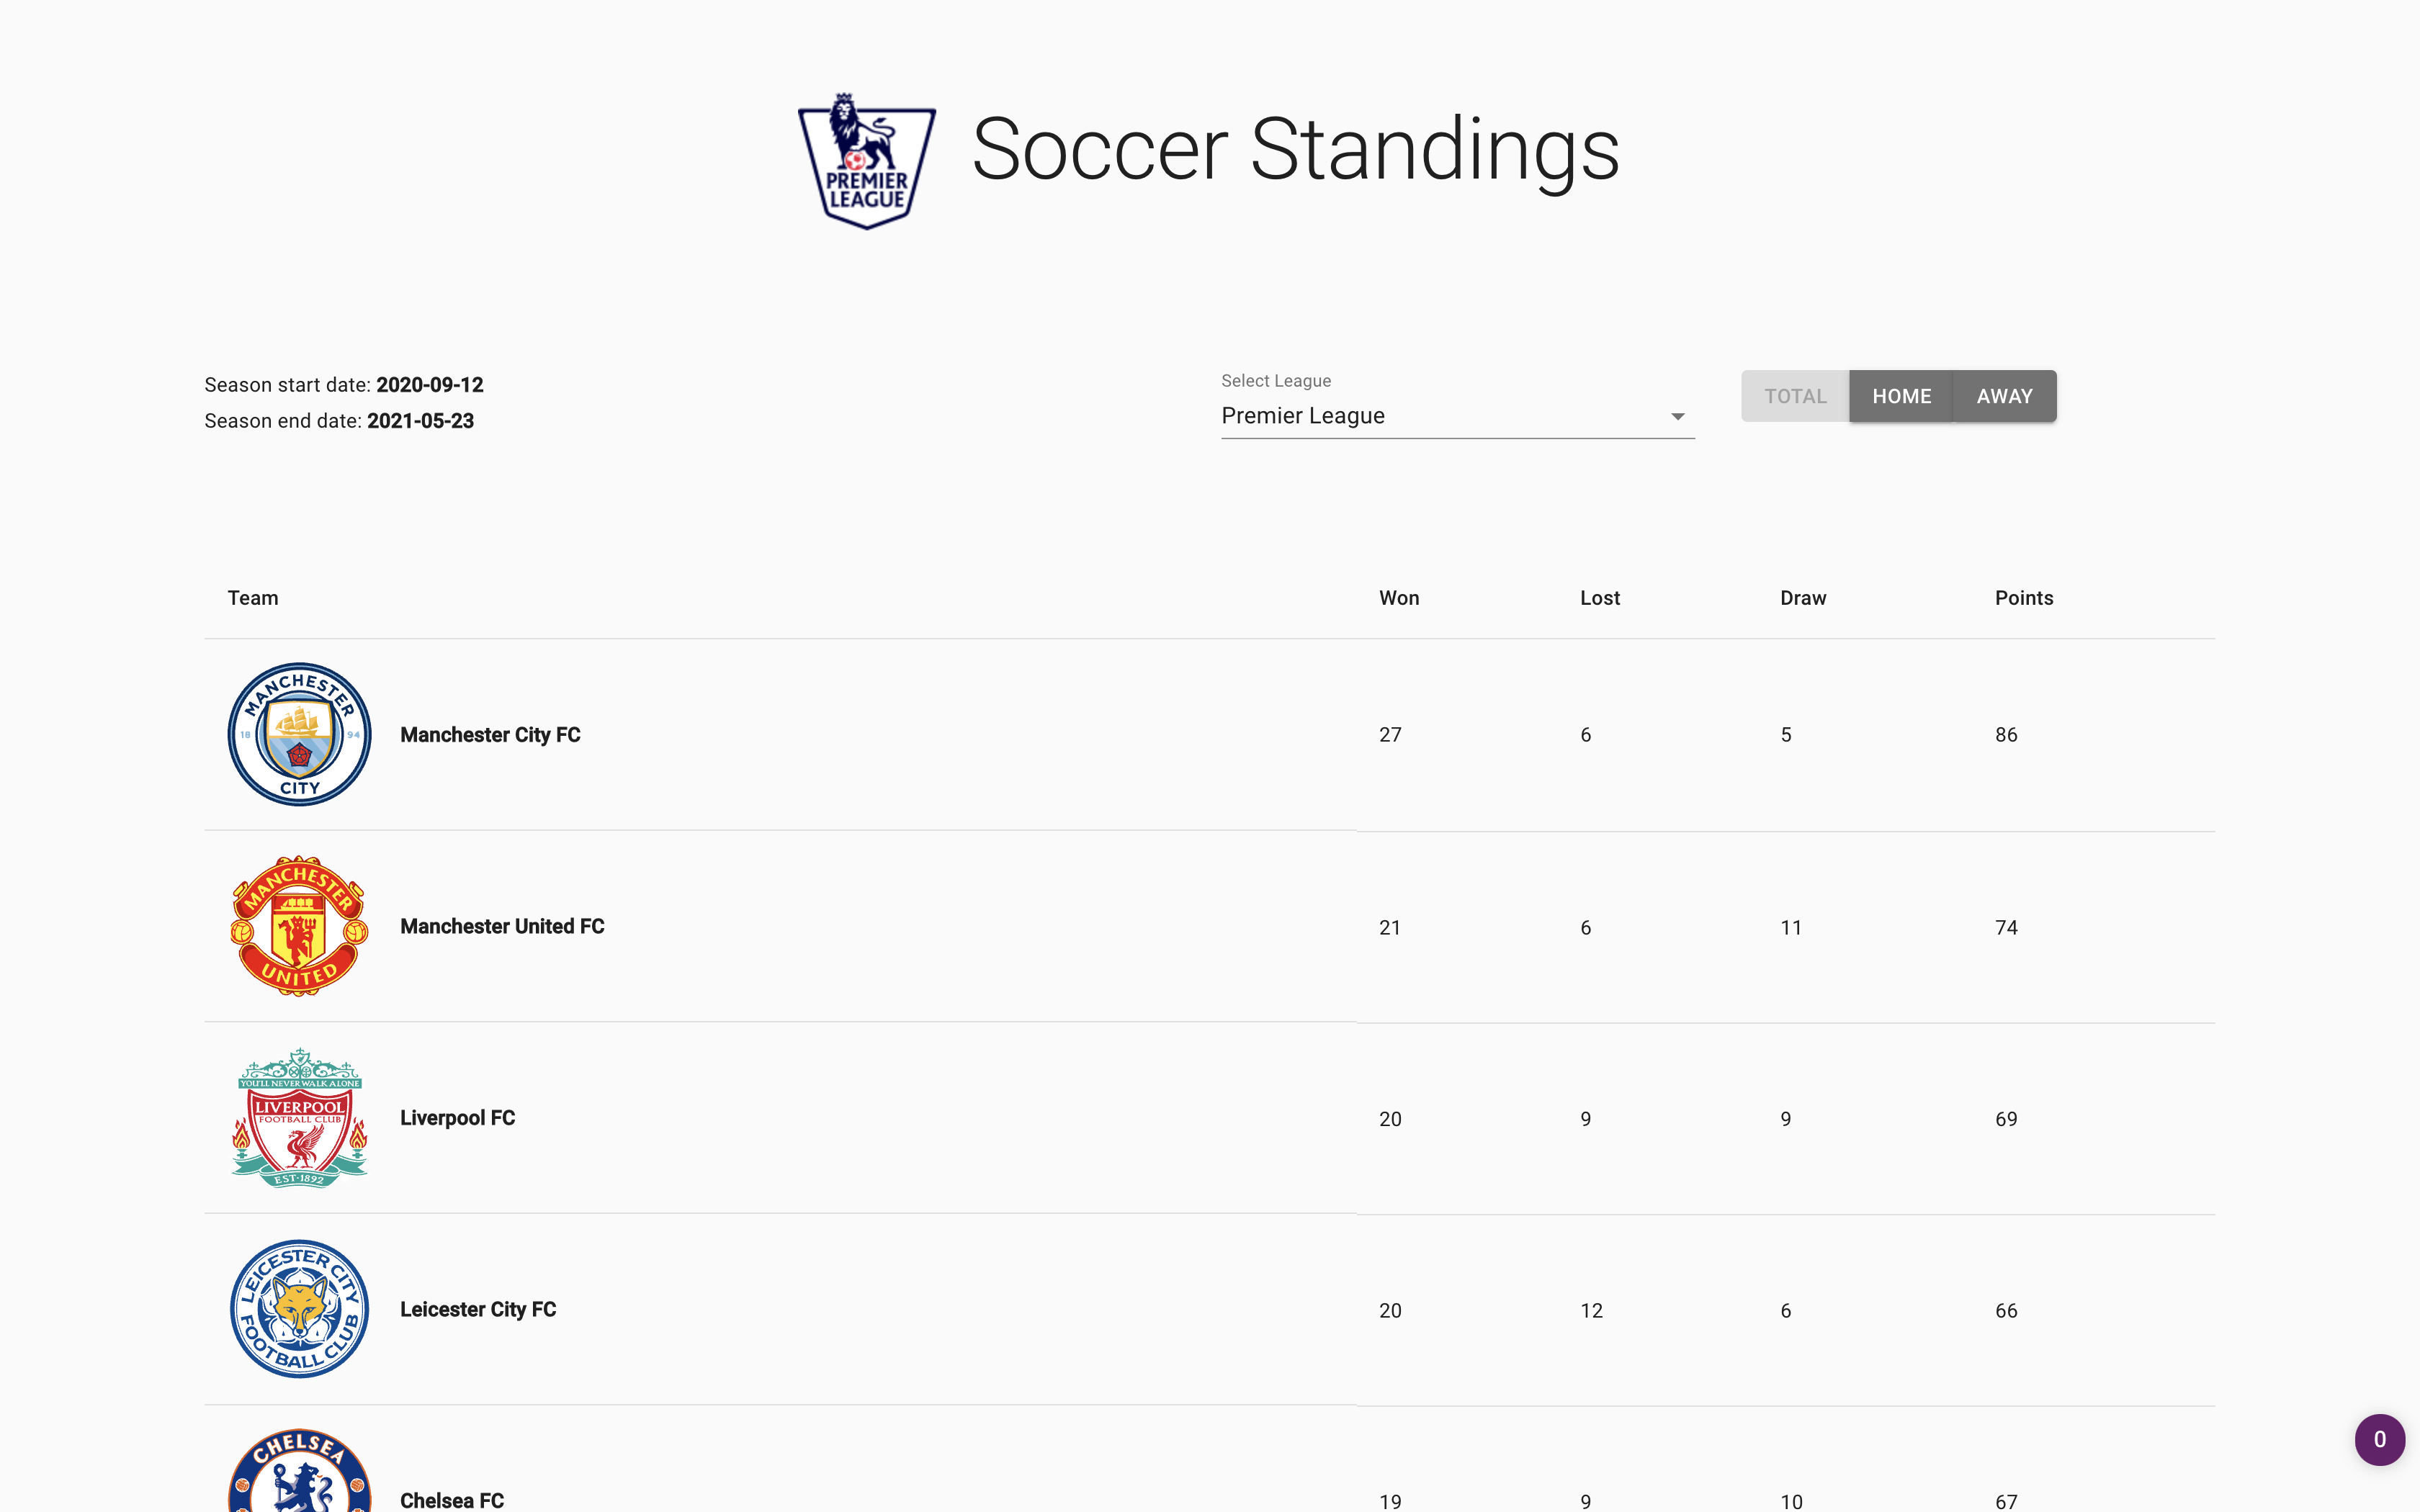 PREMIER
LEAGUE
Soccer Standings
Season start date: 2020-09-12
Season end date: 2021-05-23
Select League
Premier League
TOTAL HOME AWAY
Team Won Lost Draw Points
MANCHESTER
18 94
CITY
Manchester City FC 27 6 5 86
MANCHESTER
UNITED
Manchester United FC 21 6 11 74
YOU'LL NEVER WALK ALONE
LIVERPOOL
FOOTBALL CLUB
EST·1892
Liverpool FC 20 9 9 69
LEICESTER CITY
FOOTBALL CLUB
Leicester City FC 20 12 6 66
CHELSEA
Chelsea FC 19 9 10 67
0